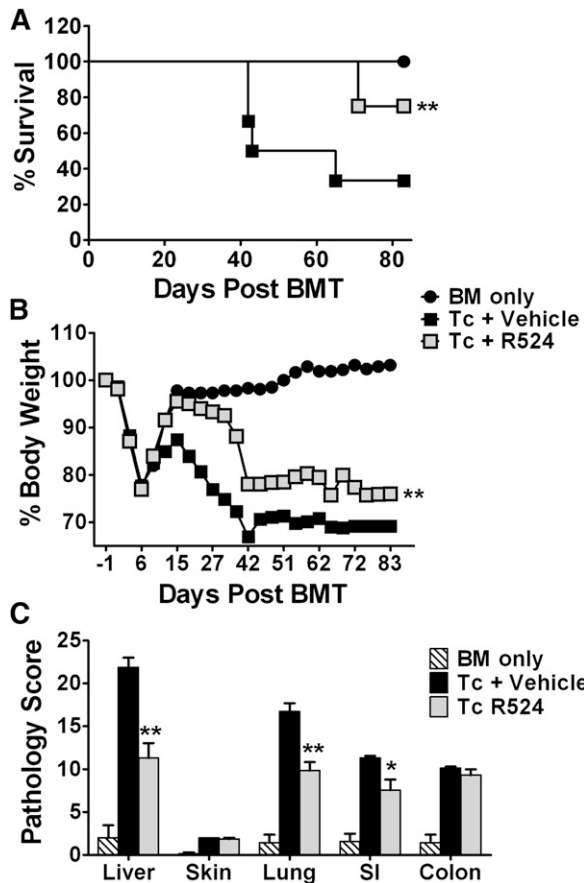 A
% Survival
120
100
80
60
40
20
0
0 20 40 60 80
Days Post BMT
**
BM only
Tc + Vehicle
Tc + R524
B
% Body Weight
110
100
90
80
70
-1 6 15 27 42 51 62 72 83
Days Post BMT
**
C
Pathology Score
25
20
15
10
5
0
BM only
Tc + Vehicle
Tc R524
**
**
*
Liver Skin Lung SI Colon